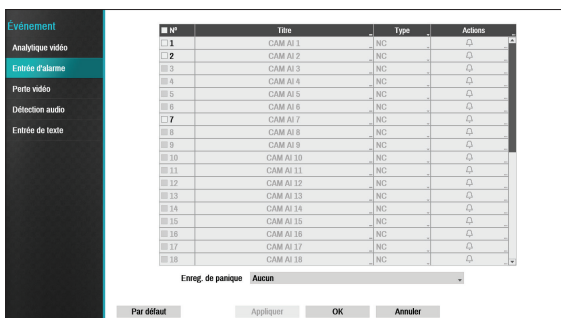 Événement
Analytique vidéo
Entrée d'alarme
Perte vidéo
Détection audio
Entrée de texte
N° Titre Type Actions
1 CAM AI 1 NC
2 CAM AI 2 NC
3 CAM AI 3 NC
4 CAM AI 4 NC
5 CAM AI 5 NC
6 CAM AI 6 NC
7 CAM AI 7 NC
8 CAM AI 8 NC
9 CAM AI 9 NC
10 CAM AI 10 NC
11 CAM AI 11 NC
12 CAM AI 12 NC
13 CAM AI 13 NC
14 CAM AI 14 NC
15 CAM AI 15 NC
16 CAM AI 16 NC
17 CAM AI 17 NC
18 CAM AI 18 NC
Enreg. de panique Aucun
Par défaut Appliquer OK Annuler